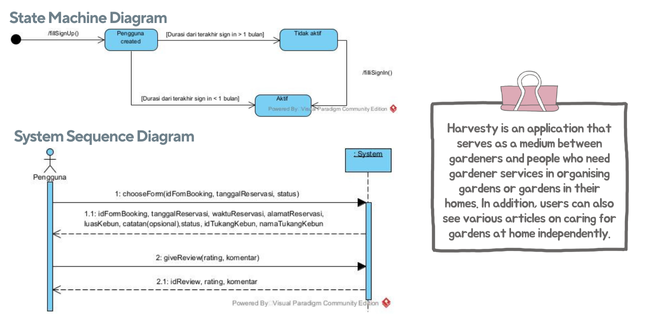 State Machine Diagram
/fillSignUp()
Pengguna
created
[Durasi dari terakhir sign in > 1 bulan]
Tidak aktif
/fillSignIn()
[Durasi dari terakhir sign in < 1 bulan]
Aktif
Powered By: Visual Paradigm Community Edition
System Sequence Diagram
Pengguna
: System
1: chooseForm(idFomBooking, tanggalReservasi, status)
1.1: idFormBooking, tanggalReservasi, waktuReservasi, alamatReservasi,
luasKebun, catatan(opsional),status, idTukangKebun, namaTukangKebun
2: giveReview(rating, komentar)
2.1: idReview, rating, komentar
Powered By: Visual Paradigm Community Edition
Harvesty is an application that
serves as a medium between
gardeners and people who need
gardener services in organising
gardens or gardens in their
homes. In addition, users can also
see various articles on caring for
gardens at home independently.